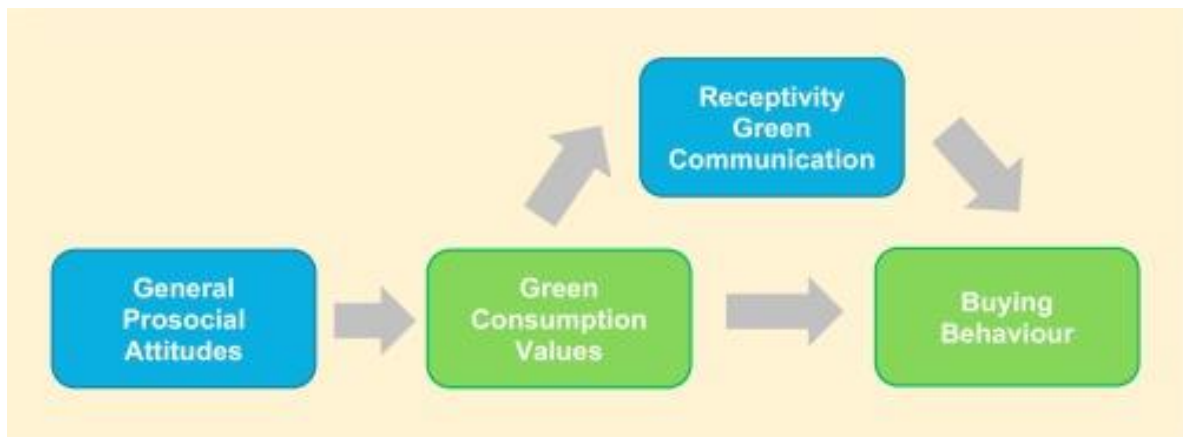 Receptivity
Green
Communication
General
Prosocial
Attitudes
Green
Consumption
Values
Buying
Behaviour